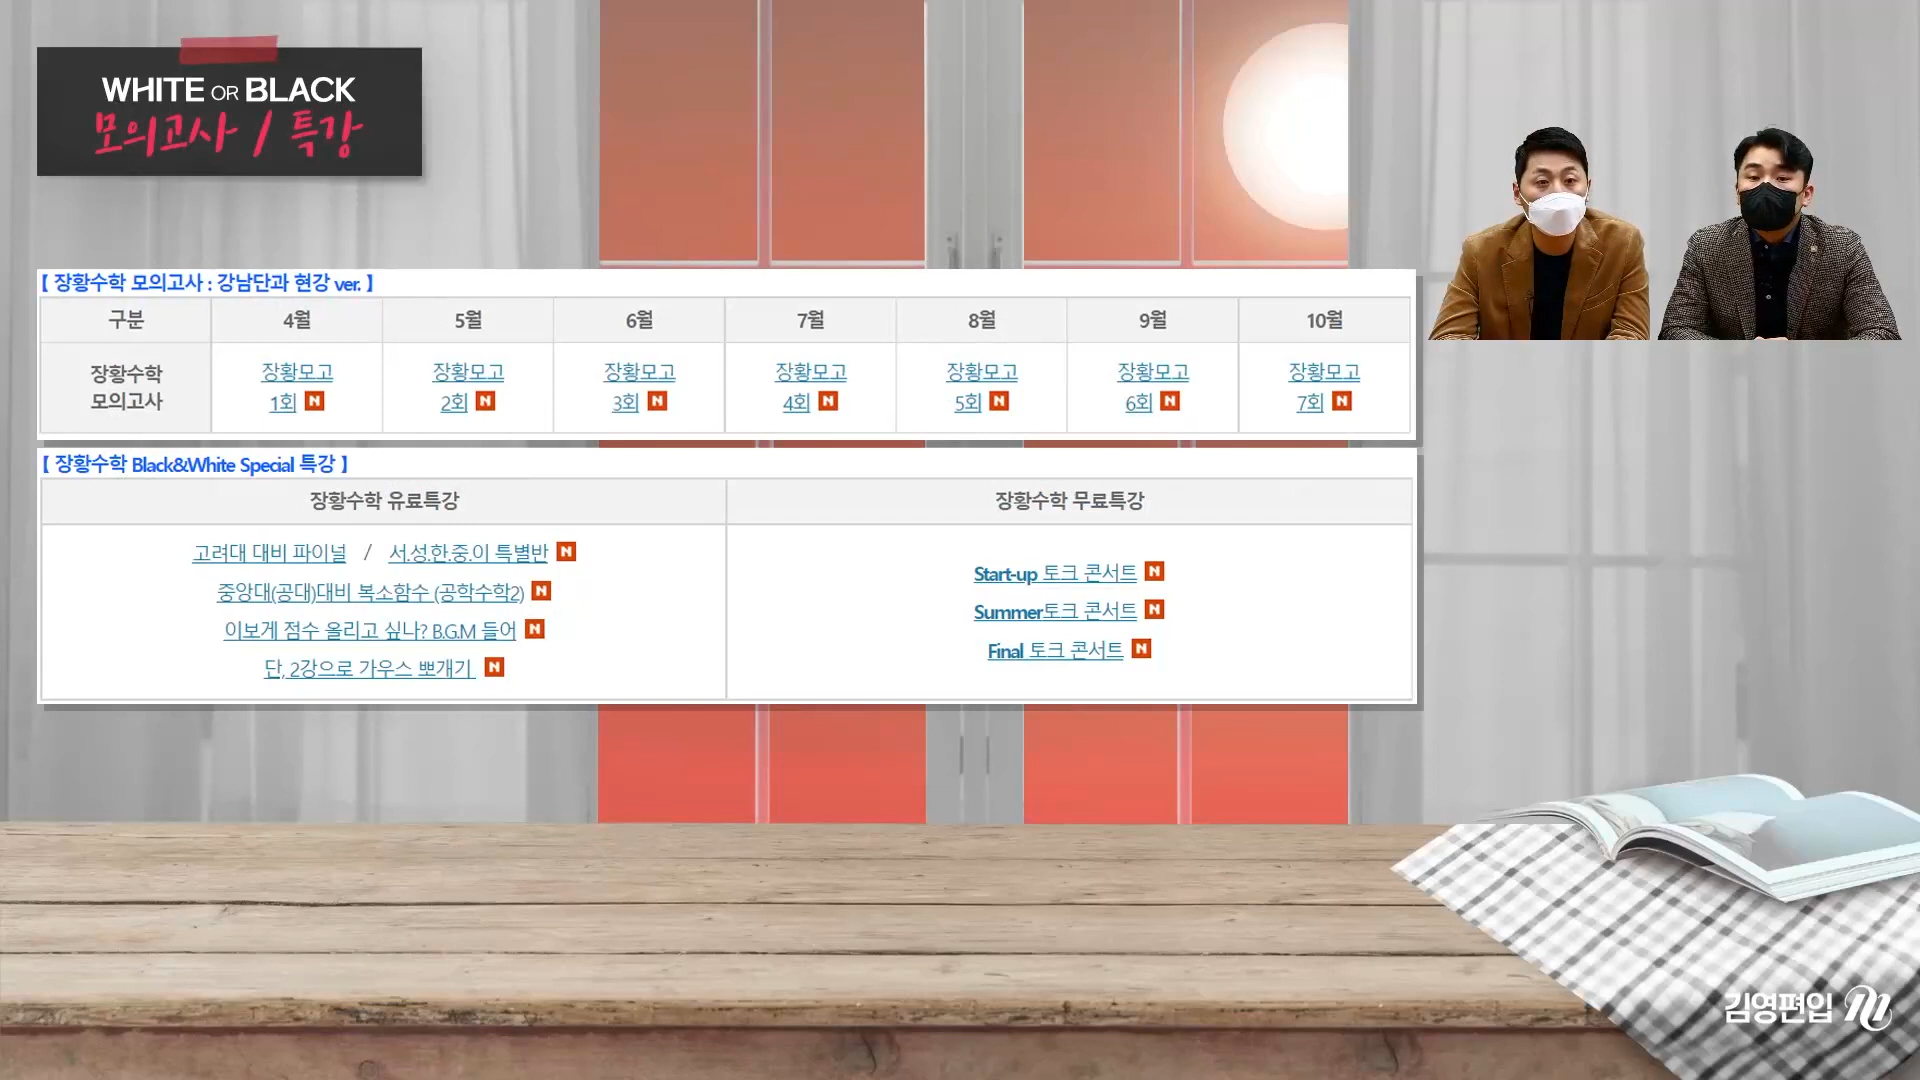 WHITE OR BLACK
모의고사 / 특강
【 장황수학 모의고사 : 강남단과 현강 ver. 】
구분 4월 5월 6월 7월 8월 9월 10월
장황수학 모의고사 장황모고 1회 N 장황모고 2회 N 장황모고 3회 N 장황모고 4회 N 장황모고 5회 N 장황모고 6회 N 장황모고 7회 N
【 장황수학 Black&White Special 특강 】
장황수학 유료특강 장황수학 무료특강
고려대 대비 파이널 / 서.성.한.중.이 특별반 N
중앙대(공대)대비 복소함수 (공학수학2) N
이보게 점수 올리고 싶나? B.G.M 들어 N
단, 2강으로 가우스 뽀개기 N
Start-up 토크 콘서트 N
Summer토크 콘서트 N
Final 토크 콘서트 N
김영편입 M